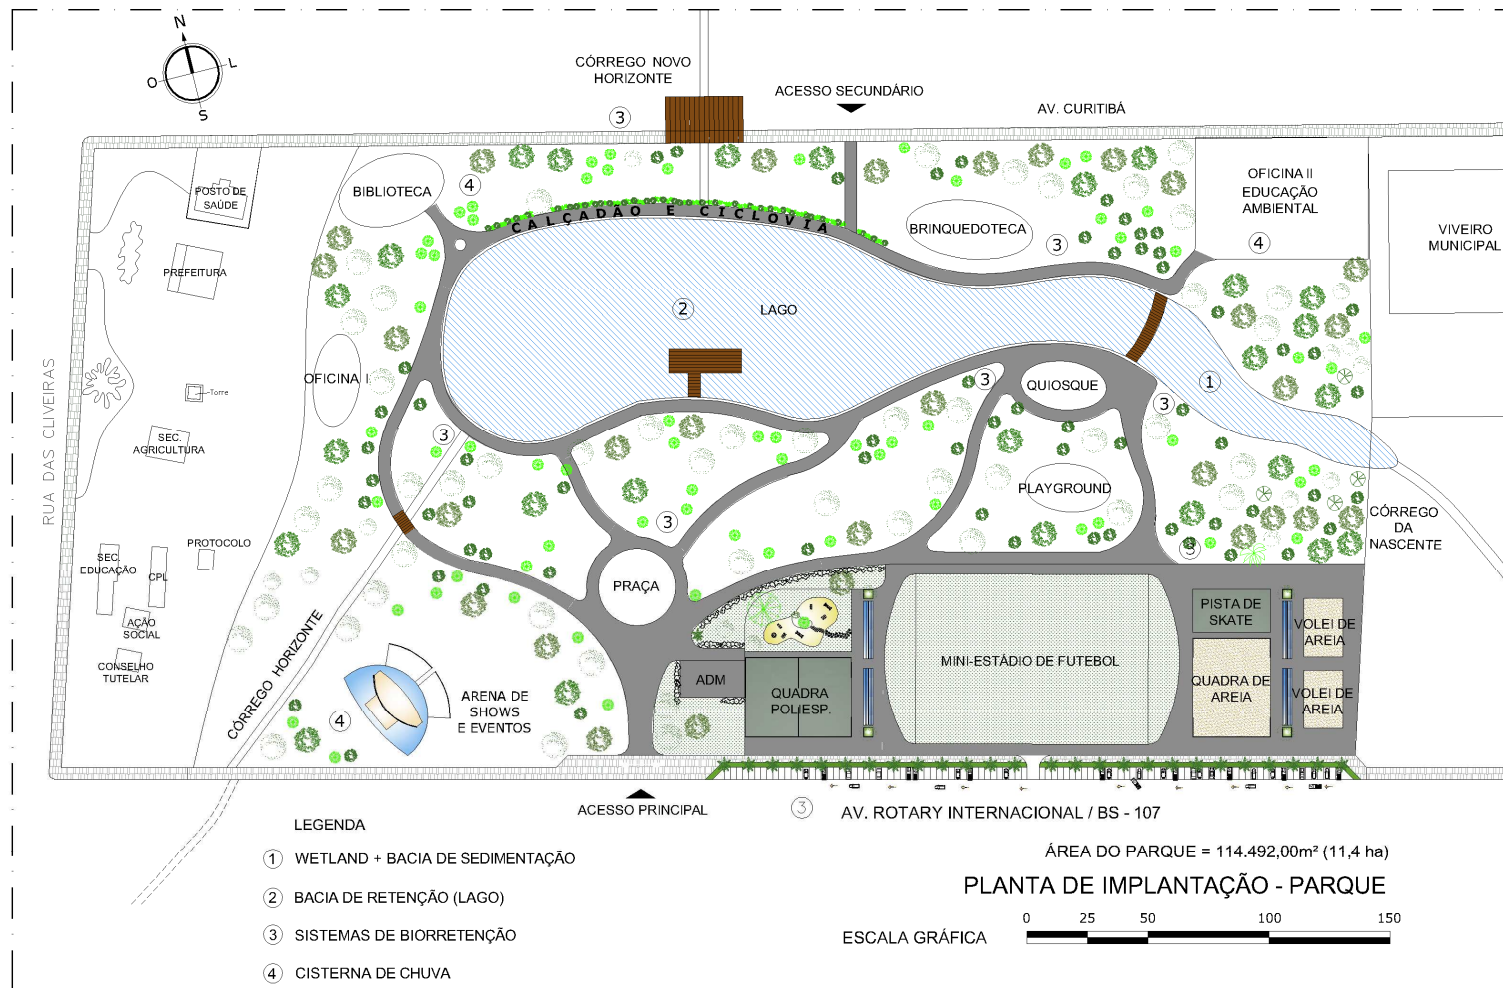 N
O
L
S
CÓRREGO NOVO
HORIZONTE
ACESSO SECUNDÁRIO
AV. CURITIBÁ
3
BIBLIOTECA
4
POSTO DE
SAÚDE
CALÇADÃO E CICLOVIA
BRINQUEDOTECA
3
OFICINA II
EDUCAÇÃO
AMBIENTAL
4
VIVEIRO
MUNICIPAL
PREFEITURA
2
LAGO
RUA DAS CLIVEIRAS
OFICINA I
Torre
3
QUIOSQUE
1
3
SEC.
AGRICULTURA
3
PLAYGROUND
3
CÓRREGO
DA
NASCENTE
3
PROTOCOLO
SEC.
EDUCAÇÃO
CPL
PRAÇA
AÇÃO
SOCIAL
CONSELHO
TUTELAR
CÓRREGO HORIZONTE
4
ARENA DE
SHOWS
E EVENTOS
ADM
QUADRA
POLIESP.
MINI-ESTÁDIO DE FUTEBOL
PISTA DE
SKATE
QUADRA DE
AREIA
VOLEI DE
AREIA
VOLEI DE
AREIA
ACESSO PRINCIPAL
3
AV. ROTARY INTERNACIONAL / BS - 107
LEGENDA
1 WETLAND + BACIA DE SEDIMENTAÇÃO
2 BACIA DE RETENÇÃO (LAGO)
3 SISTEMAS DE BIORRETENÇÃO
4 CISTERNA DE CHUVA
ÁREA DO PARQUE = 114.492,00m² (11,4 ha)
PLANTA DE IMPLANTAÇÃO - PARQUE
ESCALA GRÁFICA
0 25 50 100 150